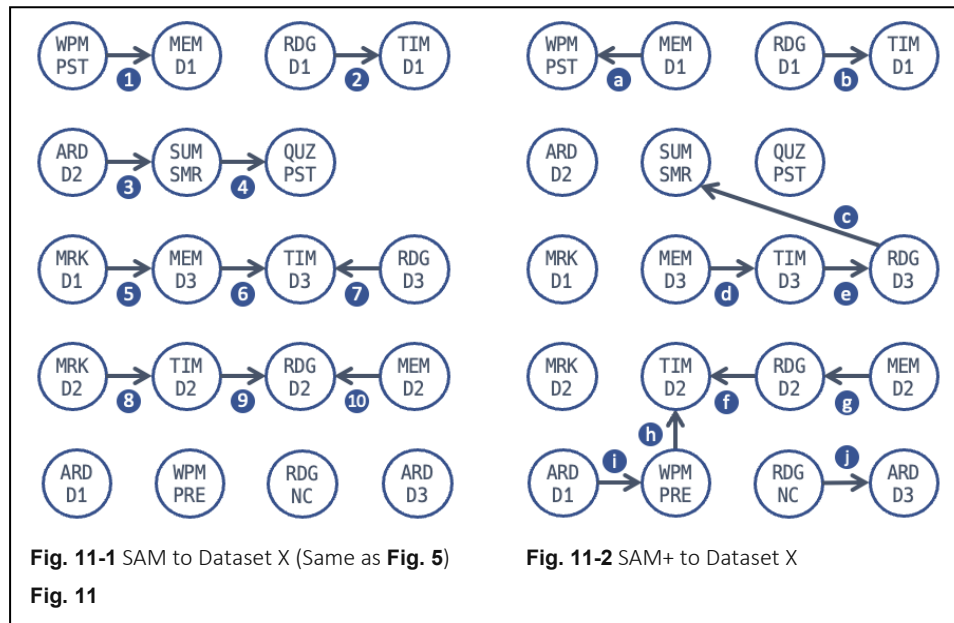 WPM MEM RDG TIM WPM MEM RDG TIM
PST D1 D1 D1 PST D1 D1 D1
1 2 a b
ARD SUM QUZ ARD SUM QUZ
D2 SMR PST D2 SMR PST
3 4 c
MRK MEM TIM RDG MRK MEM TIM RDG
D1 D3 D3 D3 D1 D3 D3 D3
5 6 7 d e
MRK TIM RDG MEM MRK TIM RDG MEM
D2 D2 D2 D2 D2 D2 D2 D2
8 9 10 f g
h
i j
ARD WPM RDG ARD ARD WPM RDG ARD
D1 PRE NC D3 D1 PRE NC D3
Fig. 11-1 SAM to Dataset X (Same as Fig. 5) Fig. 11-2 SAM+ to Dataset X
Fig. 11